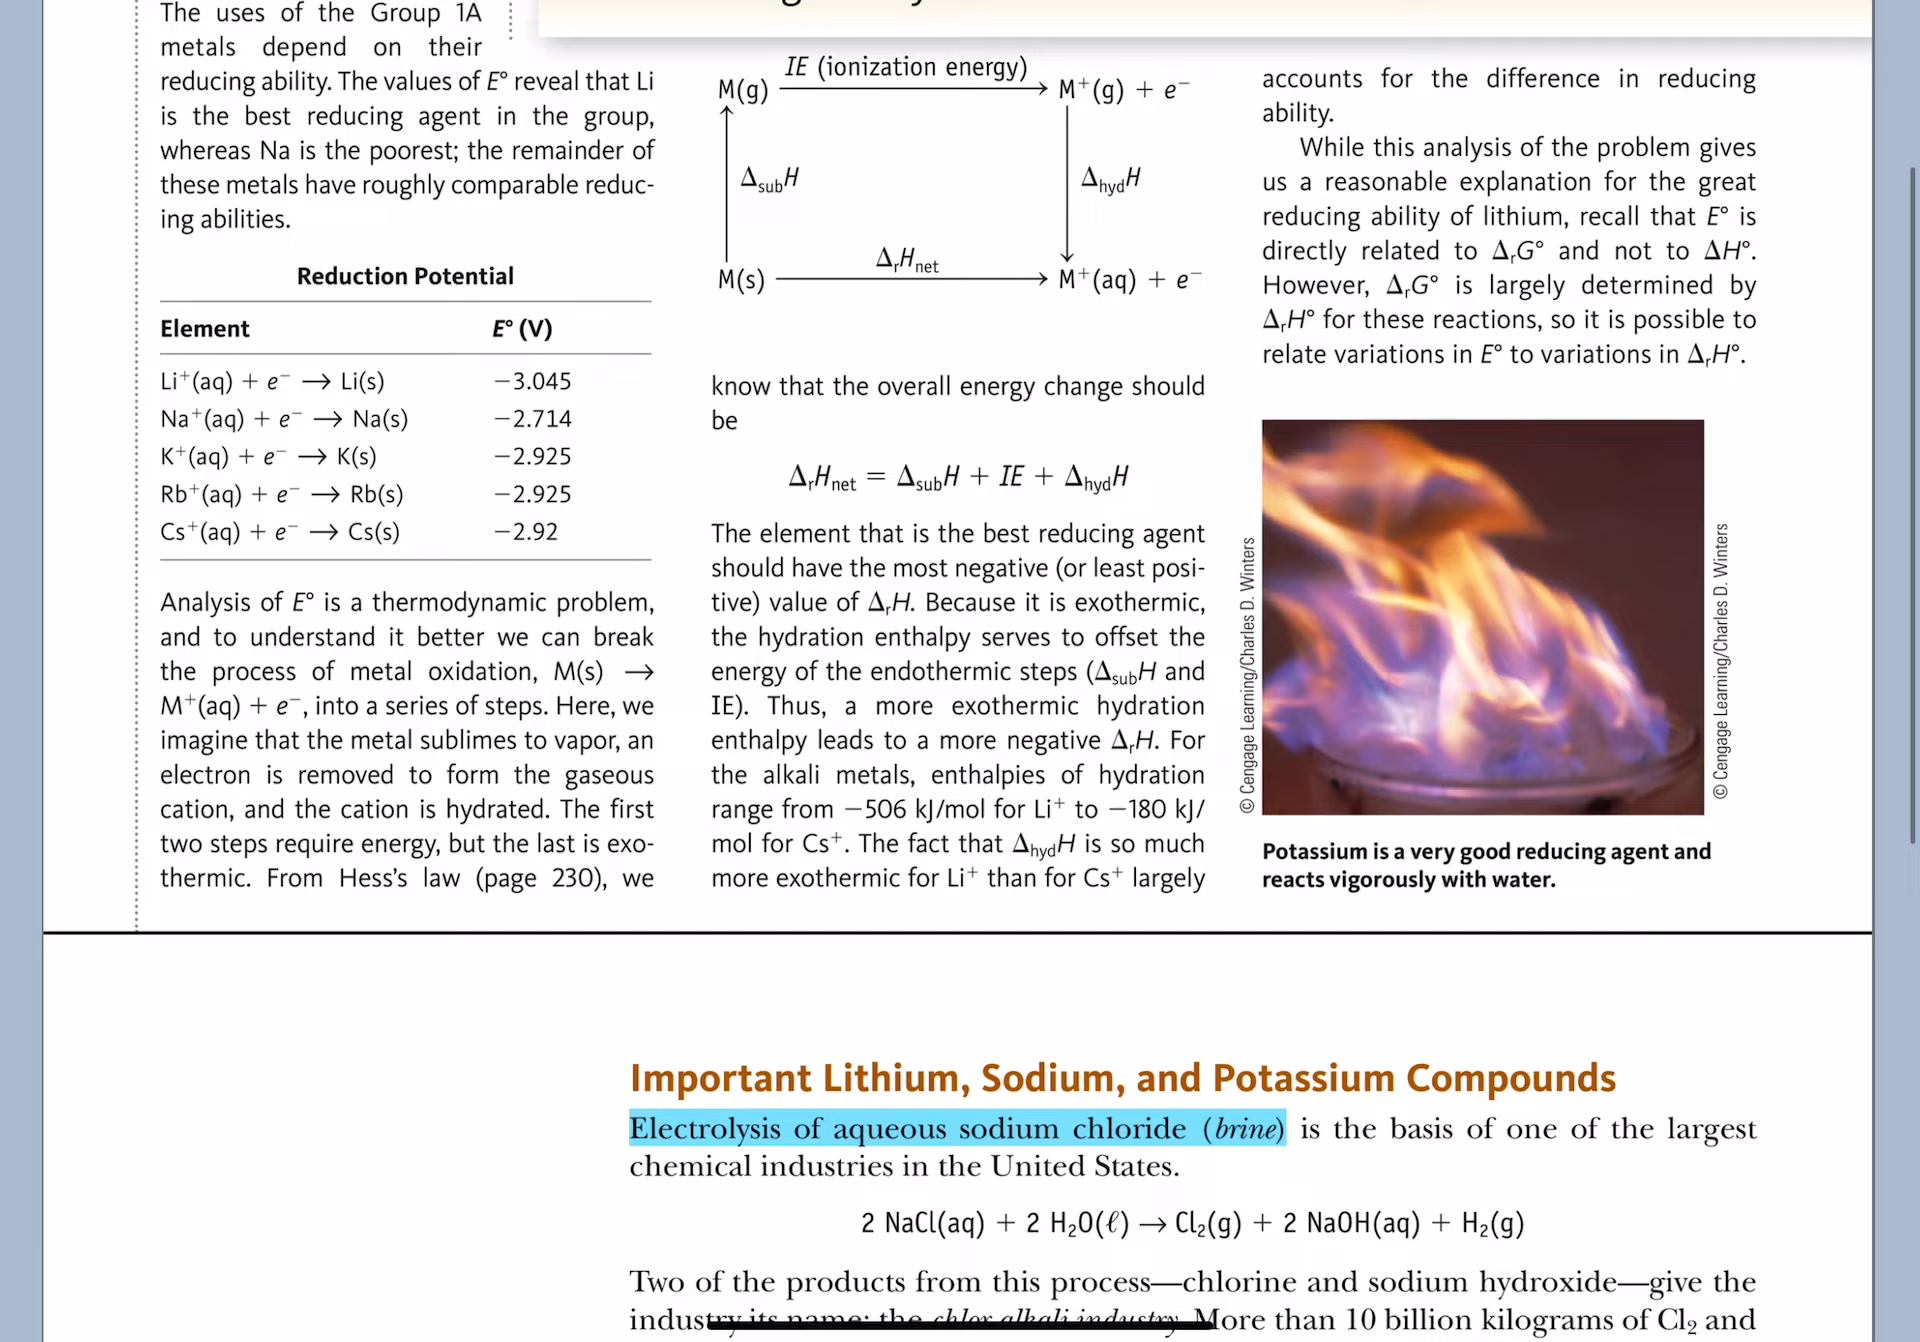 The uses of the Group 1A
metals depend on their
reducing ability. The values of E° reveal that Li
is the best reducing agent in the group,
whereas Na is the poorest; the remainder of
these metals have roughly comparable reduc-
ing abilities.
Reduction Potential
Element E° (V)
Li⁺(aq) + e⁻ → Li(s) −3.045
Na⁺(aq) + e⁻ → Na(s) −2.714
K⁺(aq) + e⁻ → K(s) −2.925
Rb⁺(aq) + e⁻ → Rb(s) −2.925
Cs⁺(aq) + e⁻ → Cs(s) −2.92
Analysis of E° is a thermodynamic problem,
and to understand it better we can break
the process of metal oxidation, M(s) →
M⁺(aq) + e⁻, into a series of steps. Here, we
imagine that the metal sublimes to vapor, an
electron is removed to form the gaseous
cation, and the cation is hydrated. The first
two steps require energy, but the last is exo-
thermic. From Hess's law (page 230), we
IE (ionization energy)
M(g) → M⁺(g) + e⁻
ΔsubH ΔhydH
ΔrHnet
M(s) → M⁺(aq) + e⁻
know that the overall energy change should
be
ΔrHnet = ΔsubH + IE + ΔhydH
The element that is the best reducing agent
should have the most negative (or least posi-
tive) value of ΔrH. Because it is exothermic,
the hydration enthalpy serves to offset the
energy of the endothermic steps (ΔsubH and
IE). Thus, a more exothermic hydration
enthalpy leads to a more negative ΔrH. For
the alkali metals, enthalpies of hydration
range from −506 kJ/mol for Li⁺ to −180 kJ/
mol for Cs⁺. The fact that ΔhydH is so much
more exothermic for Li⁺ than for Cs⁺ largely
accounts for the difference in reducing
ability.
While this analysis of the problem gives
us a reasonable explanation for the great
reducing ability of lithium, recall that E° is
directly related to ΔrG° and not to ΔH°.
However, ΔrG° is largely determined by
ΔrH° for these reactions, so it is possible to
relate variations in E° to variations in ΔrH°.
© Cengage Learning/Charles D. Winters
© Cengage Learning/Charles D. Winters
Potassium is a very good reducing agent and
reacts vigorously with water.
Important Lithium, Sodium, and Potassium Compounds
Electrolysis of aqueous sodium chloride (brine) is the basis of one of the largest
chemical industries in the United States.
2 NaCl(aq) + 2 H₂O(ℓ) → Cl₂(g) + 2 NaOH(aq) + H₂(g)
Two of the products from this process—chlorine and sodium hydroxide—give the
industry its name: the chlor-alkali industry. More than 10 billion kilograms of Cl₂ and